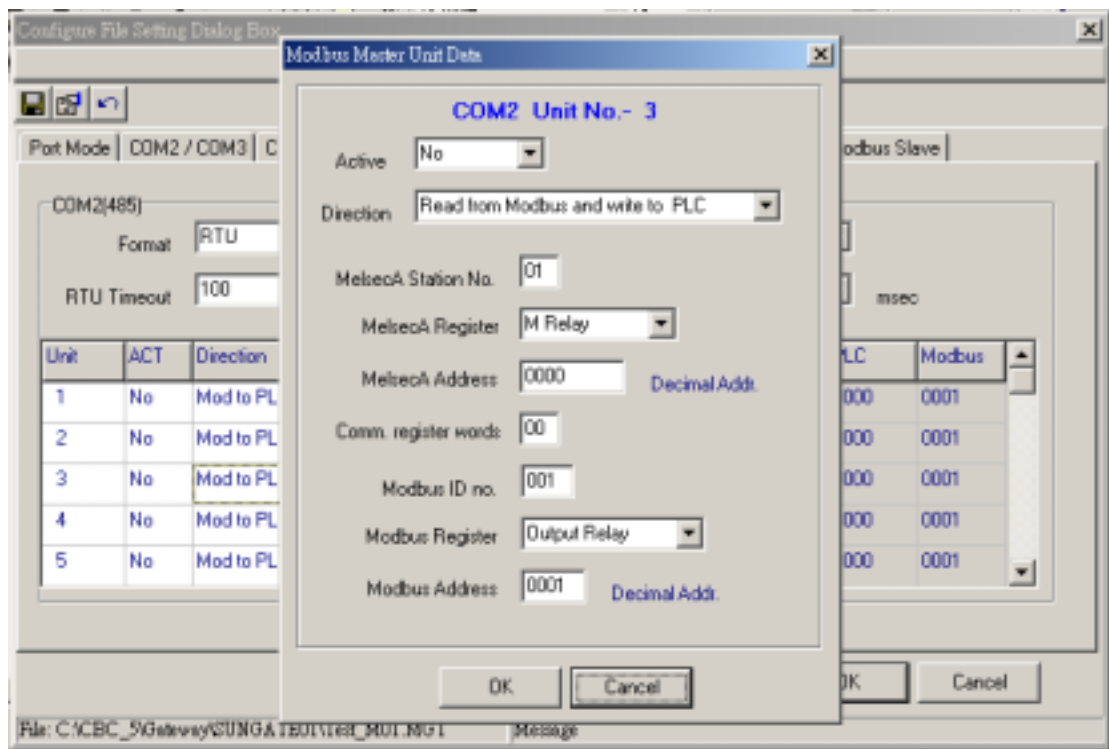 Configure File Setting Dialog Box
Modbus Master Unit Data
COM2 Unit No.- 3
Port Mode COM2 / COM3 C
odbus Slave
Active No
COM2(485)
Direction Read from Modbus and write to PLC
Format RTU
MelsecA Station No. 01
RTU Timeout 100
msec
MelsecA Register M Relay
Unit ACT Direction
PLC Modbus
MelsecA Address 0000 Decimal Addr.
1 No Mod to PL
000 0001
Comm. register words 00
2 No Mod to PL
000 0001
Modbus ID no. 001
3 No Mod to PL
000 0001
Modbus Register Output Relay
4 No Mod to PL
000 0001
5 No Mod to PL
000 0001
Modbus Address 0001 Decimal Addr.
OK Cancel
OK Cancel
File:
Message